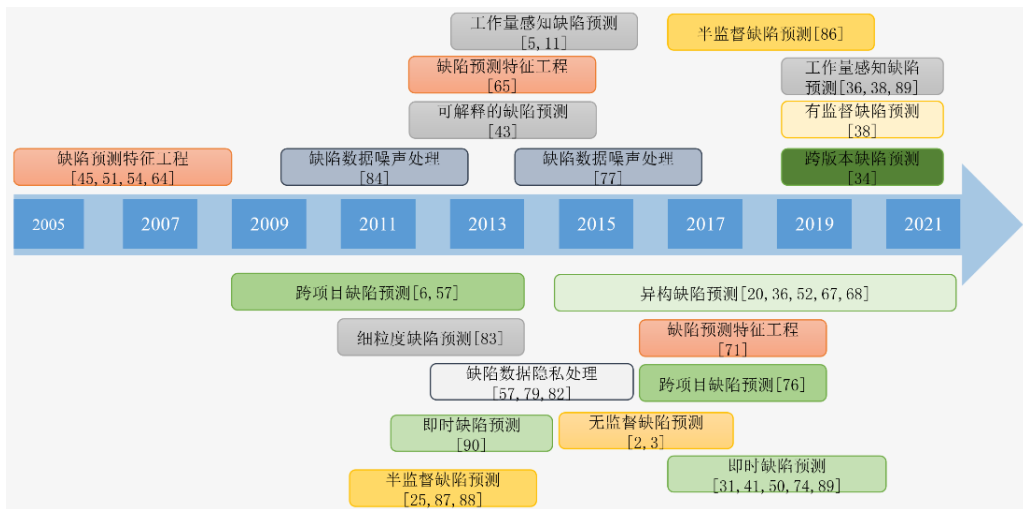 工作量感知缺陷预测
[5,11]
半监督缺陷预测[86]
缺陷预测特征工程
[65]
工作量感知缺陷
预测[36,38,89]
可解释的缺陷预测
[43]
有监督缺陷预测
[38]
缺陷预测特征工程
[45,51,54,64]
缺陷数据噪声处理
[84]
缺陷数据噪声处理
[77]
跨版本缺陷预测
[34]
2005
2007
2009
2011
2013
2015
2017
2019
2021
跨项目缺陷预测[6,57]
异构缺陷预测[20,36,52,67,68]
细粒度缺陷预测[83]
缺陷预测特征工程
[71]
缺陷数据隐私处理
[57,79,82]
跨项目缺陷预测[76]
即时缺陷预测
[90]
无监督缺陷预测
[2,3]
半监督缺陷预测
[25,87,88]
即时缺陷预测
[31,41,50,74,89]